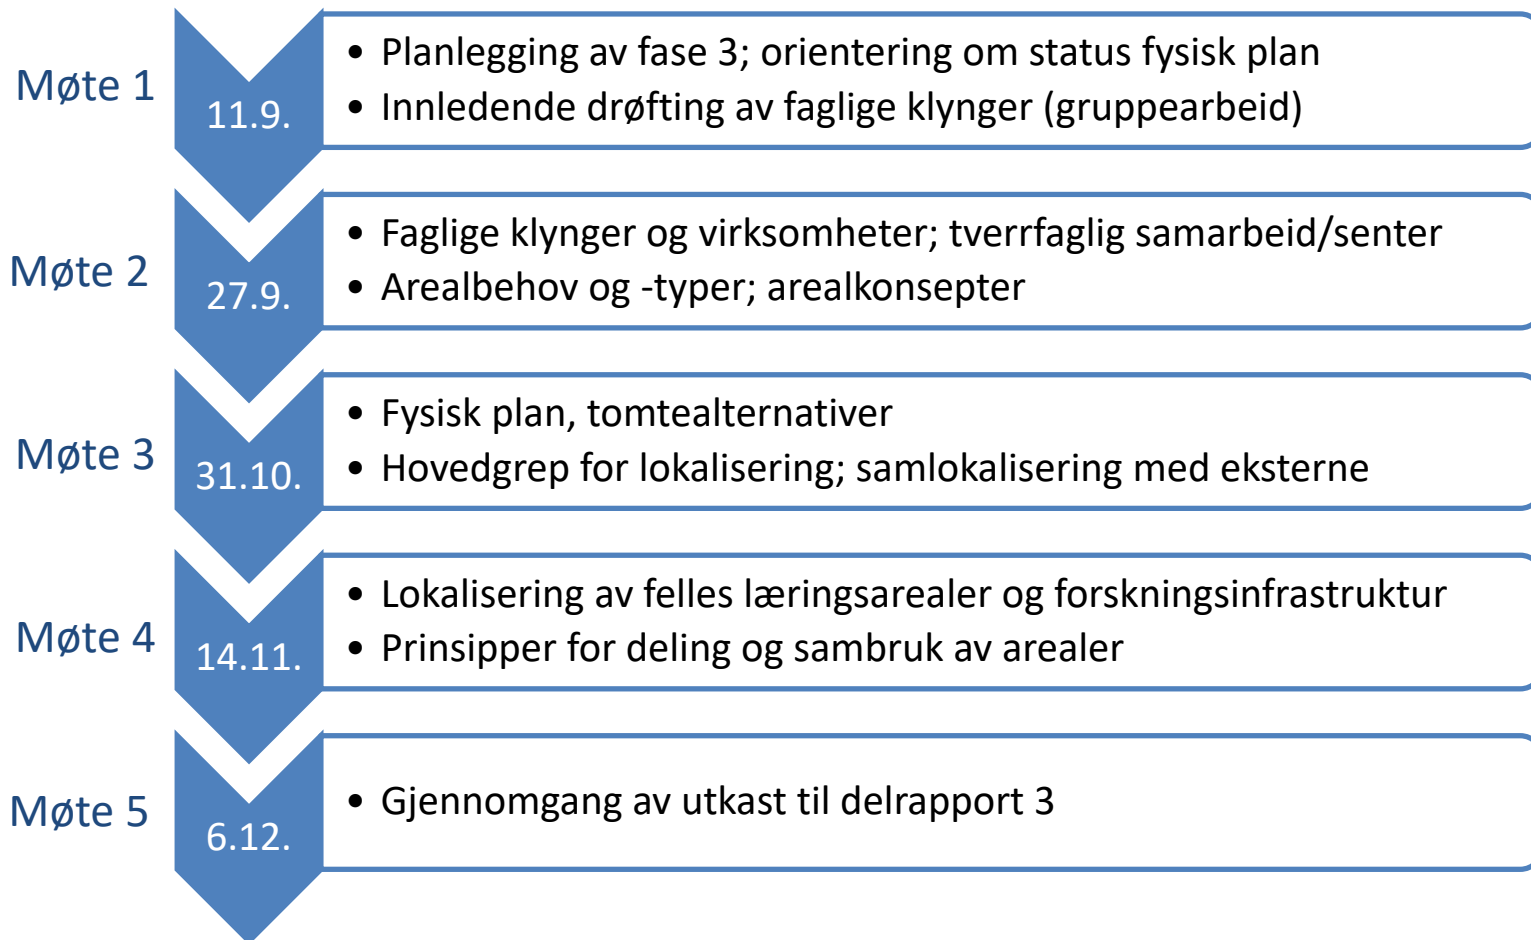 Møte 1
11.9.
• Planlegging av fase 3; orientering om status fysisk plan
• Innledende drøfting av faglige klynger (gruppearbeid)
Møte 2
27.9.
• Faglige klynger og virksomheter; tverrfaglig samarbeid/senter
• Arealbehov og -typer; arealkonsepter
Møte 3
31.10.
• Fysisk plan, tomtealternativer
• Hovedgrep for lokalisering; samlokalisering med eksterne
Møte 4
14.11.
• Lokalisering av felles læringsarealer og forskningsinfrastruktur
• Prinsipper for deling og sambruk av arealer
Møte 5
6.12.
• Gjennomgang av utkast til delrapport 3